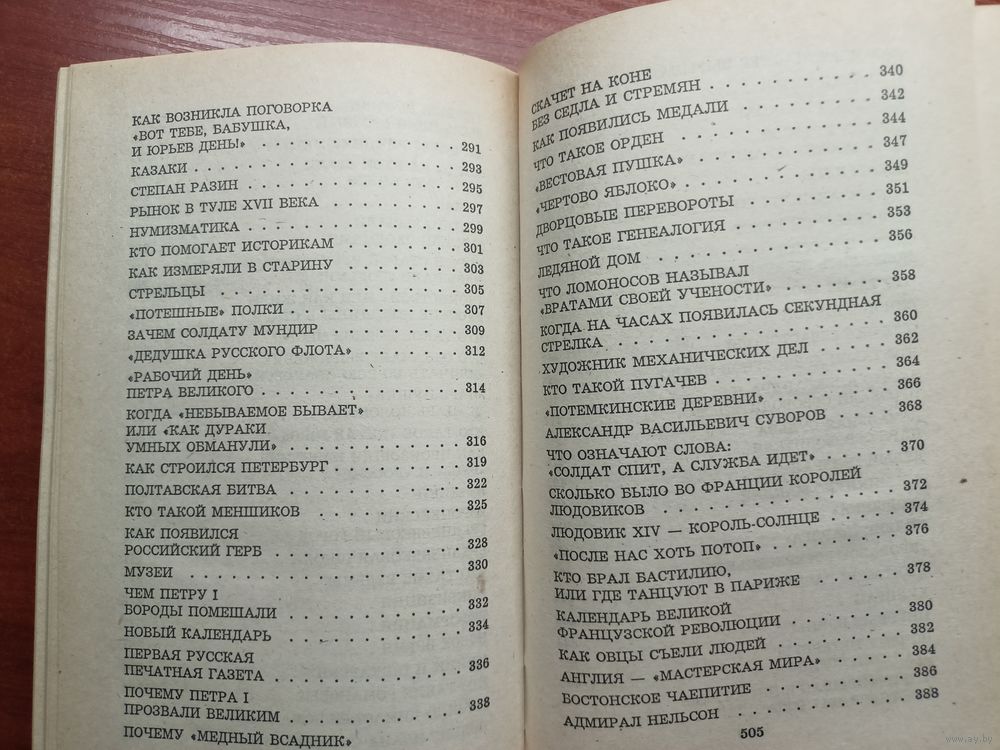 КАК ВОЗНИКЛА ПОГОВОРКА
«ВОТ ТЕБЕ, БАБУШКА,
И ЮРЬЕВ ДЕНЬ!» . . . . . . . . . . 291
КАЗАКИ . . . . . . . . . . 293
СТЕПАН РАЗИН . . . . . . . . . . 295
РЫНОК В ТУЛЕ XVII ВЕКА . . . . . . . 297
НУМИЗМАТИКА . . . . . . . . . . 299
КТО ПОМОГАЕТ ИСТОРИКАМ . . . . . . . 301
КАК ИЗМЕРЯЛИ В СТАРИНУ . . . . . . . 303
СТРЕЛЬЦЫ . . . . . . . . . . 305
«ПОТЕШНЫЕ» ПОЛКИ . . . . . . . . . . 307
ЗАЧЕМ СОЛДАТУ МУНДИР . . . . . . . . 309
«ДЕДУШКА РУССКОГО ФЛОТА» . . . . . . 312
«РАБОЧИЙ ДЕНЬ»
ПЕТРА ВЕЛИКОГО . . . . . . . . . . 314
КОГДА «НЕБЫВАЕМОЕ БЫВАЕТ»
ИЛИ «КАК ДУРАКИ
УМНЫХ ОБМАНУЛИ» . . . . . . . . . . 316
КАК СТРОИЛСЯ ПЕТЕРБУРГ . . . . . . . 319
ПОЛТАВСКАЯ БИТВА . . . . . . . . . . 322
КТО ТАКОЙ МЕНШИКОВ . . . . . . . . . 325
КАК ПОЯВИЛСЯ
РОССИЙСКИЙ ГЕРБ . . . . . . . . . . 328
МУЗЕИ . . . . . . . . . . 330
ЧЕМ ПЕТРУ I
БОРОДЫ ПОМЕШАЛИ . . . . . . . . . . 332
НОВЫЙ КАЛЕНДАРЬ . . . . . . . . . . 334
ПЕРВАЯ РУССКАЯ
ПЕЧАТНАЯ ГАЗЕТА . . . . . . . . . . 336
ПОЧЕМУ ПЕТРА I
ПРОЗВАЛИ ВЕЛИКИМ . . . . . . . . . . 338
ПОЧЕМУ «МЕДНЫЙ ВСАДНИК»
СКАЧЕТ НА КОНЕ
БЕЗ СЕДЛА И СТРЕМЯН . . . . . . . . 340
КАК ПОЯВИЛИСЬ МЕДАЛИ . . . . . . . . 342
ЧТО ТАКОЕ ОРДЕН . . . . . . . . . . 344
«ВЕСТОВАЯ ПУШКА» . . . . . . . . . . 347
«ЧЕРТОВО ЯБЛОКО» . . . . . . . . . . 349
ДВОРЦОВЫЕ ПЕРЕВОРОТЫ . . . . . . . . 351
ЧТО ТАКОЕ ГЕНЕАЛОГИЯ . . . . . . . . 353
ЛЕДЯНОЙ ДОМ . . . . . . . . . . 356
ЧТО ЛОМОНОСОВ НАЗЫВАЛ
«ВРАТАМИ СВОЕЙ УЧЕНОСТИ» . . . . . . 358
КОГДА НА ЧАСАХ ПОЯВИЛАСЬ СЕКУНДНАЯ
СТРЕЛКА . . . . . . . . . . 360
ХУДОЖНИК МЕХАНИЧЕСКИХ ДЕЛ . . . . . 362
КТО ТАКОЙ ПУГАЧЕВ . . . . . . . . . 364
«ПОТЕМКИНСКИЕ ДЕРЕВНИ» . . . . . . . 366
АЛЕКСАНДР ВАСИЛЬЕВИЧ СУВОРОВ . . . . 368
ЧТО ОЗНАЧАЮТ СЛОВА:
«СОЛДАТ СПИТ, А СЛУЖБА ИДЕТ» . . . . 370
СКОЛЬКО БЫЛО ВО ФРАНЦИИ КОРОЛЕЙ
ЛЮДОВИКОВ . . . . . . . . . . 372
ЛЮДОВИК XIV — КОРОЛЬ-СОЛНЦЕ . . . . 374
«ПОСЛЕ НАС ХОТЬ ПОТОП» . . . . . . . 376
КТО БРАЛ БАСТИЛИЮ,
ИЛИ ГДЕ ТАНЦУЮТ В ПАРИЖЕ . . . . . . 378
КАЛЕНДАРЬ ВЕЛИКОЙ
ФРАНЦУЗСКОЙ РЕВОЛЮЦИИ . . . . . . . 380
КАК ОВЦЫ СЪЕЛИ ЛЮДЕЙ . . . . . . . . 382
АНГЛИЯ — «МАСТЕРСКАЯ МИРА» . . . . . 384
БОСТОНСКОЕ ЧАЕПИТИЕ . . . . . . . . 386
АДМИРАЛ НЕЛЬСОН . . . . . . . . . . 388
505
www.ay.by